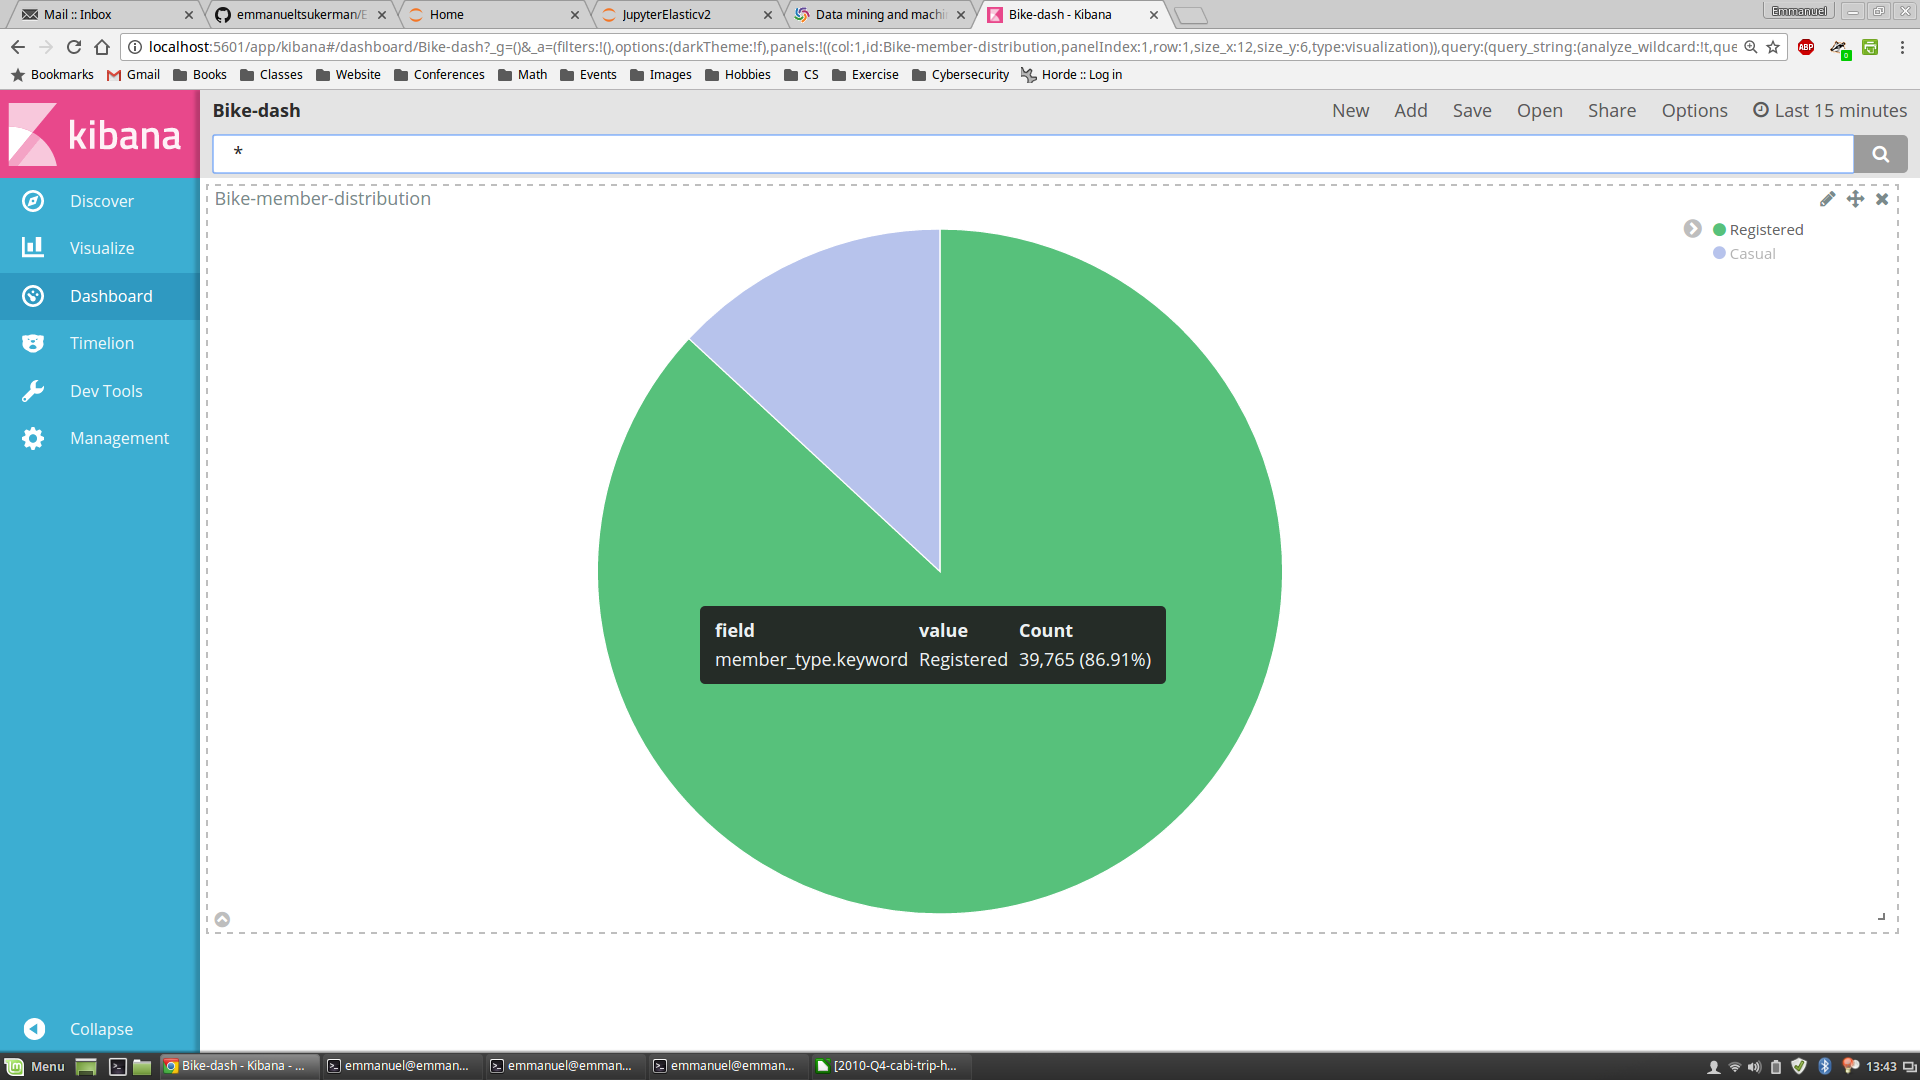 Mail :: Inbox
emmanueltsukerman/E
Home
JupyterElasticv2
Data mining and machi
Bike-dash - Kibana
Emmanuel
localhost:5601/app/kibana#/dashboard/Bike-dash?_g=()&_a=(filters:!(),options:(darkTheme:!f),panels:!((col:1,id:Bike-member-distribution,panelIndex:1,row:1,size_x:12,size_y:6,type:visualization)),query:(query_string:(analyze_wildcard:!t,que
ABP
0
Bookmarks Gmail Books Classes Website Conferences Math Events Images Hobbies CS Exercise Cybersecurity Horde :: Log in
kibana
Bike-dash
New Add Save Open Share Options Last 15 minutes
*
Discover
Visualize
Dashboard
Timelion
Dev Tools
Management
Collapse
Bike-member-distribution
Registered
Casual
field value Count
member_type.keyword Registered 39,765 (86.91%)
Menu
Bike-dash - Kibana - ...
emmanuel@emman...
emmanuel@emman...
emmanuel@emman...
[2010-Q4-cabi-trip-h...
13:43